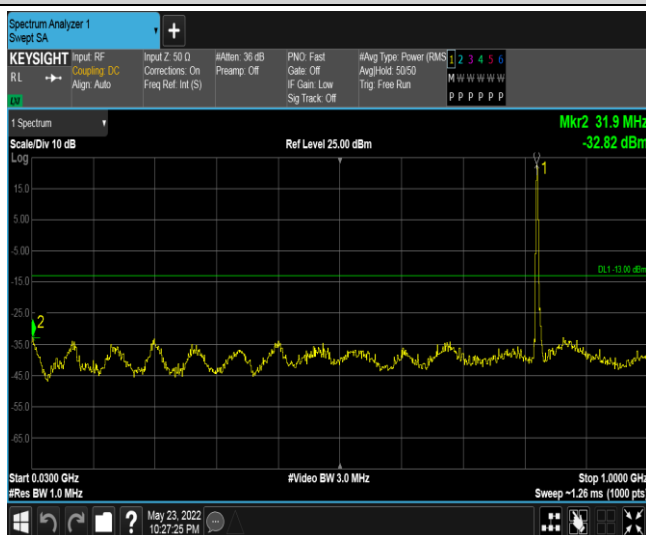 Spectrum Analyzer 1
Swept SA
+
KEYSIGHT
RL
Input: RF
Coupling: DC
Align: Auto
Input Z: 50 Ω
Corrections: On
Freq Ref: Int (S)
#Atten: 36 dB
Preamp: Off
PNO: Fast
Gate: Off
IF Gain: Low
Sig Track: Off
#Avg Type: Power (RMS
Avg|Hold: 50/50
Trig: Free Run
1 2 3 4 5 6
M W W W W W
P P P P P P
1 Spectrum
Mkr2 31.9 MHz
-32.82 dBm
Scale/Div 10 dB
Ref Level 25.00 dBm
Log
15.0
5.00
-5.00
-15.0
-25.0
-35.0
-45.0
-55.0
-65.0
1
DL1 -13.00 dBm
2
Start 0.0300 GHz
#Video BW 3.0 MHz
Stop 1.0000 GHz
#Res BW 1.0 MHz
Sweep ~1.26 ms (1000 pts)
?
May 23, 2022
10:27:25 PM